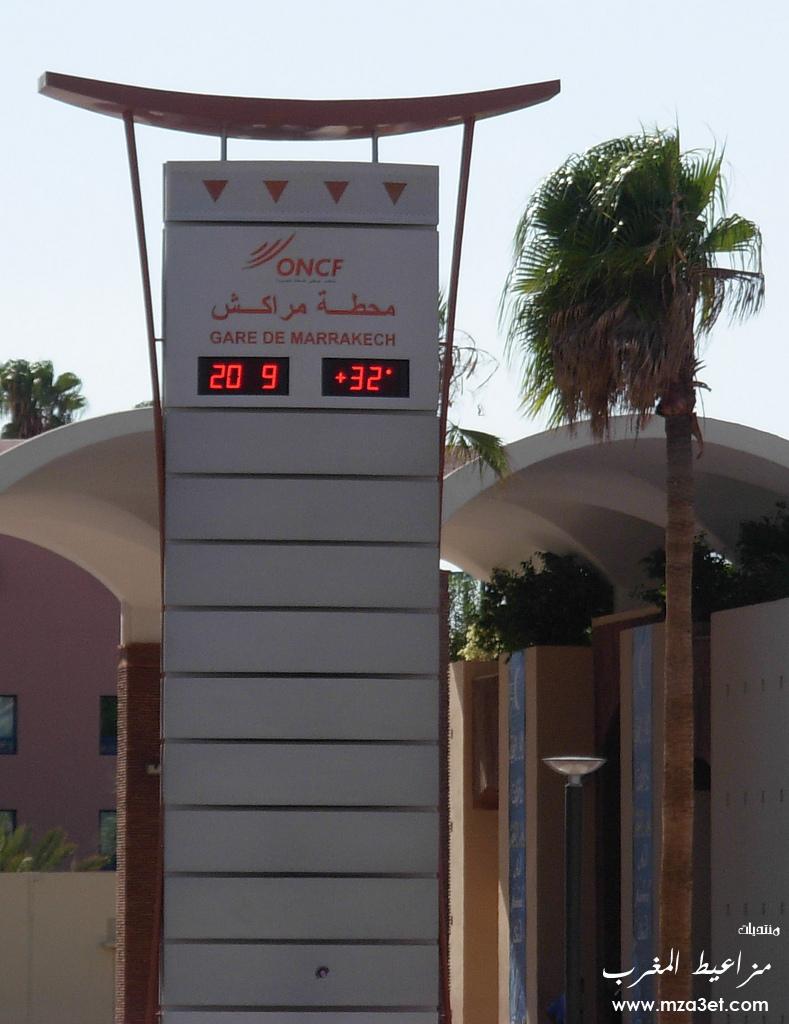 ONCF
محطة مراكش
GARE DE MARRAKECH
20 9 +32°
منتديات
مزاعيط المغرب
www.mza3et.com